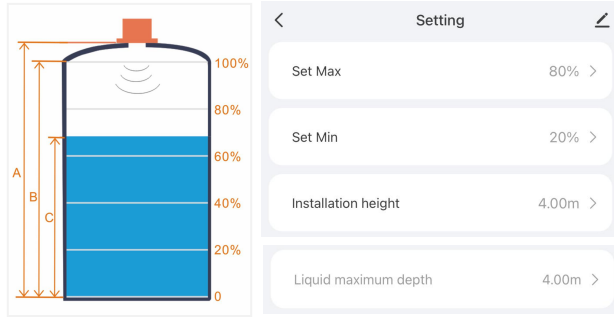 100%
80%
60%
40%
20%
0
A
B
C
Setting
Set Max 80%
Set Min 20%
Installation height 4.00m
Liquid maximum depth 4.00m